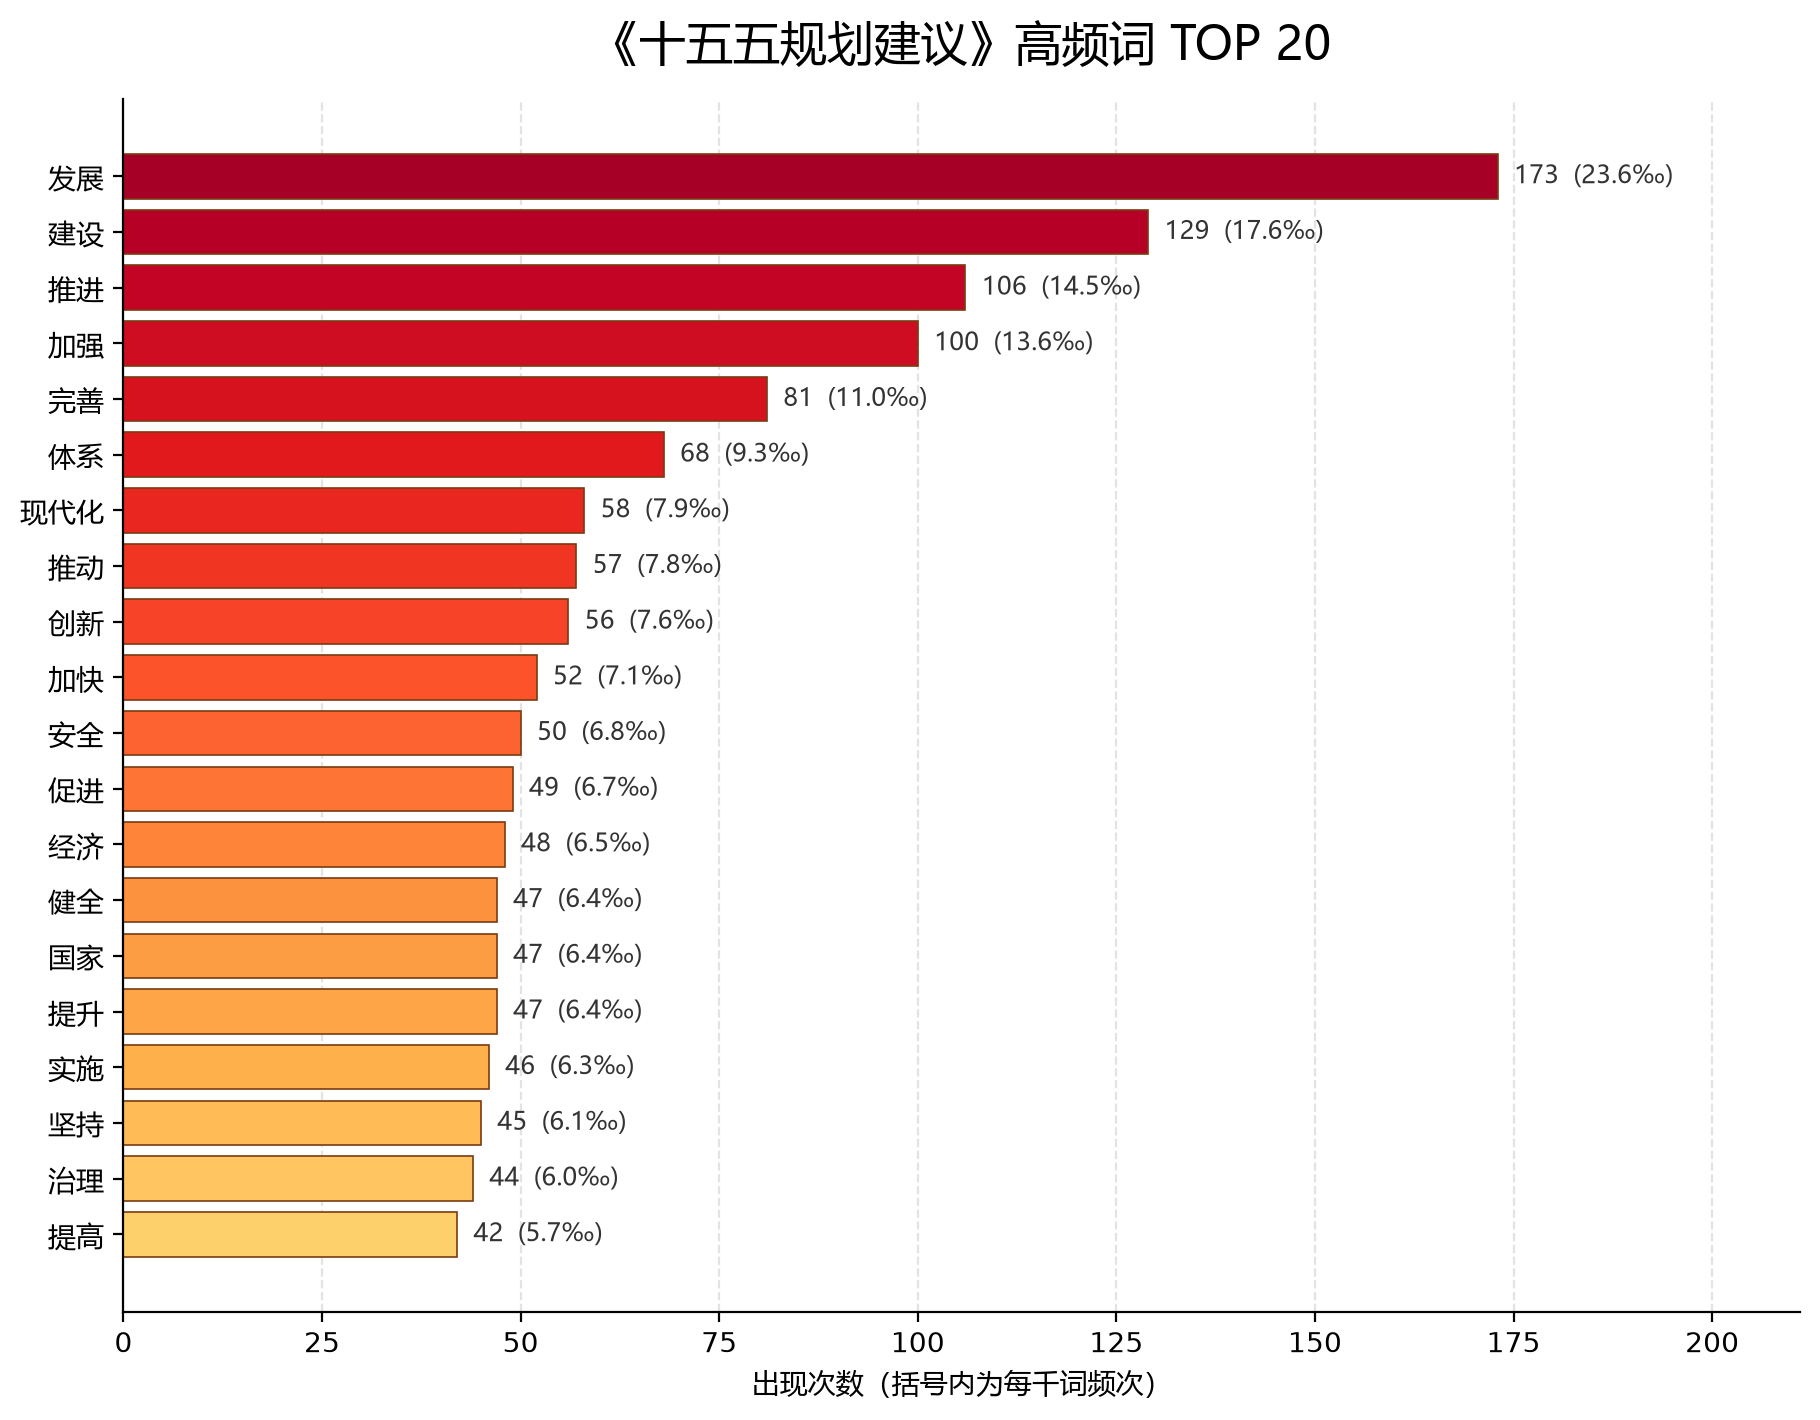 《十五五规划建议》高频词 TOP 20
发展 173 (23.6‰)
建设 129 (17.6‰)
推进 106 (14.5‰)
加强 100 (13.6‰)
完善 81 (11.0‰)
体系 68 (9.3‰)
现代化 58 (7.9‰)
推动 57 (7.8‰)
创新 56 (7.6‰)
加快 52 (7.1‰)
安全 50 (6.8‰)
促进 49 (6.7‰)
经济 48 (6.5‰)
健全 47 (6.4‰)
国家 47 (6.4‰)
提升 47 (6.4‰)
实施 46 (6.3‰)
坚持 45 (6.1‰)
治理 44 (6.0‰)
提高 42 (5.7‰)
0 25 50 75 100 125 150 175 200
出现次数（括号内为每千词频次）